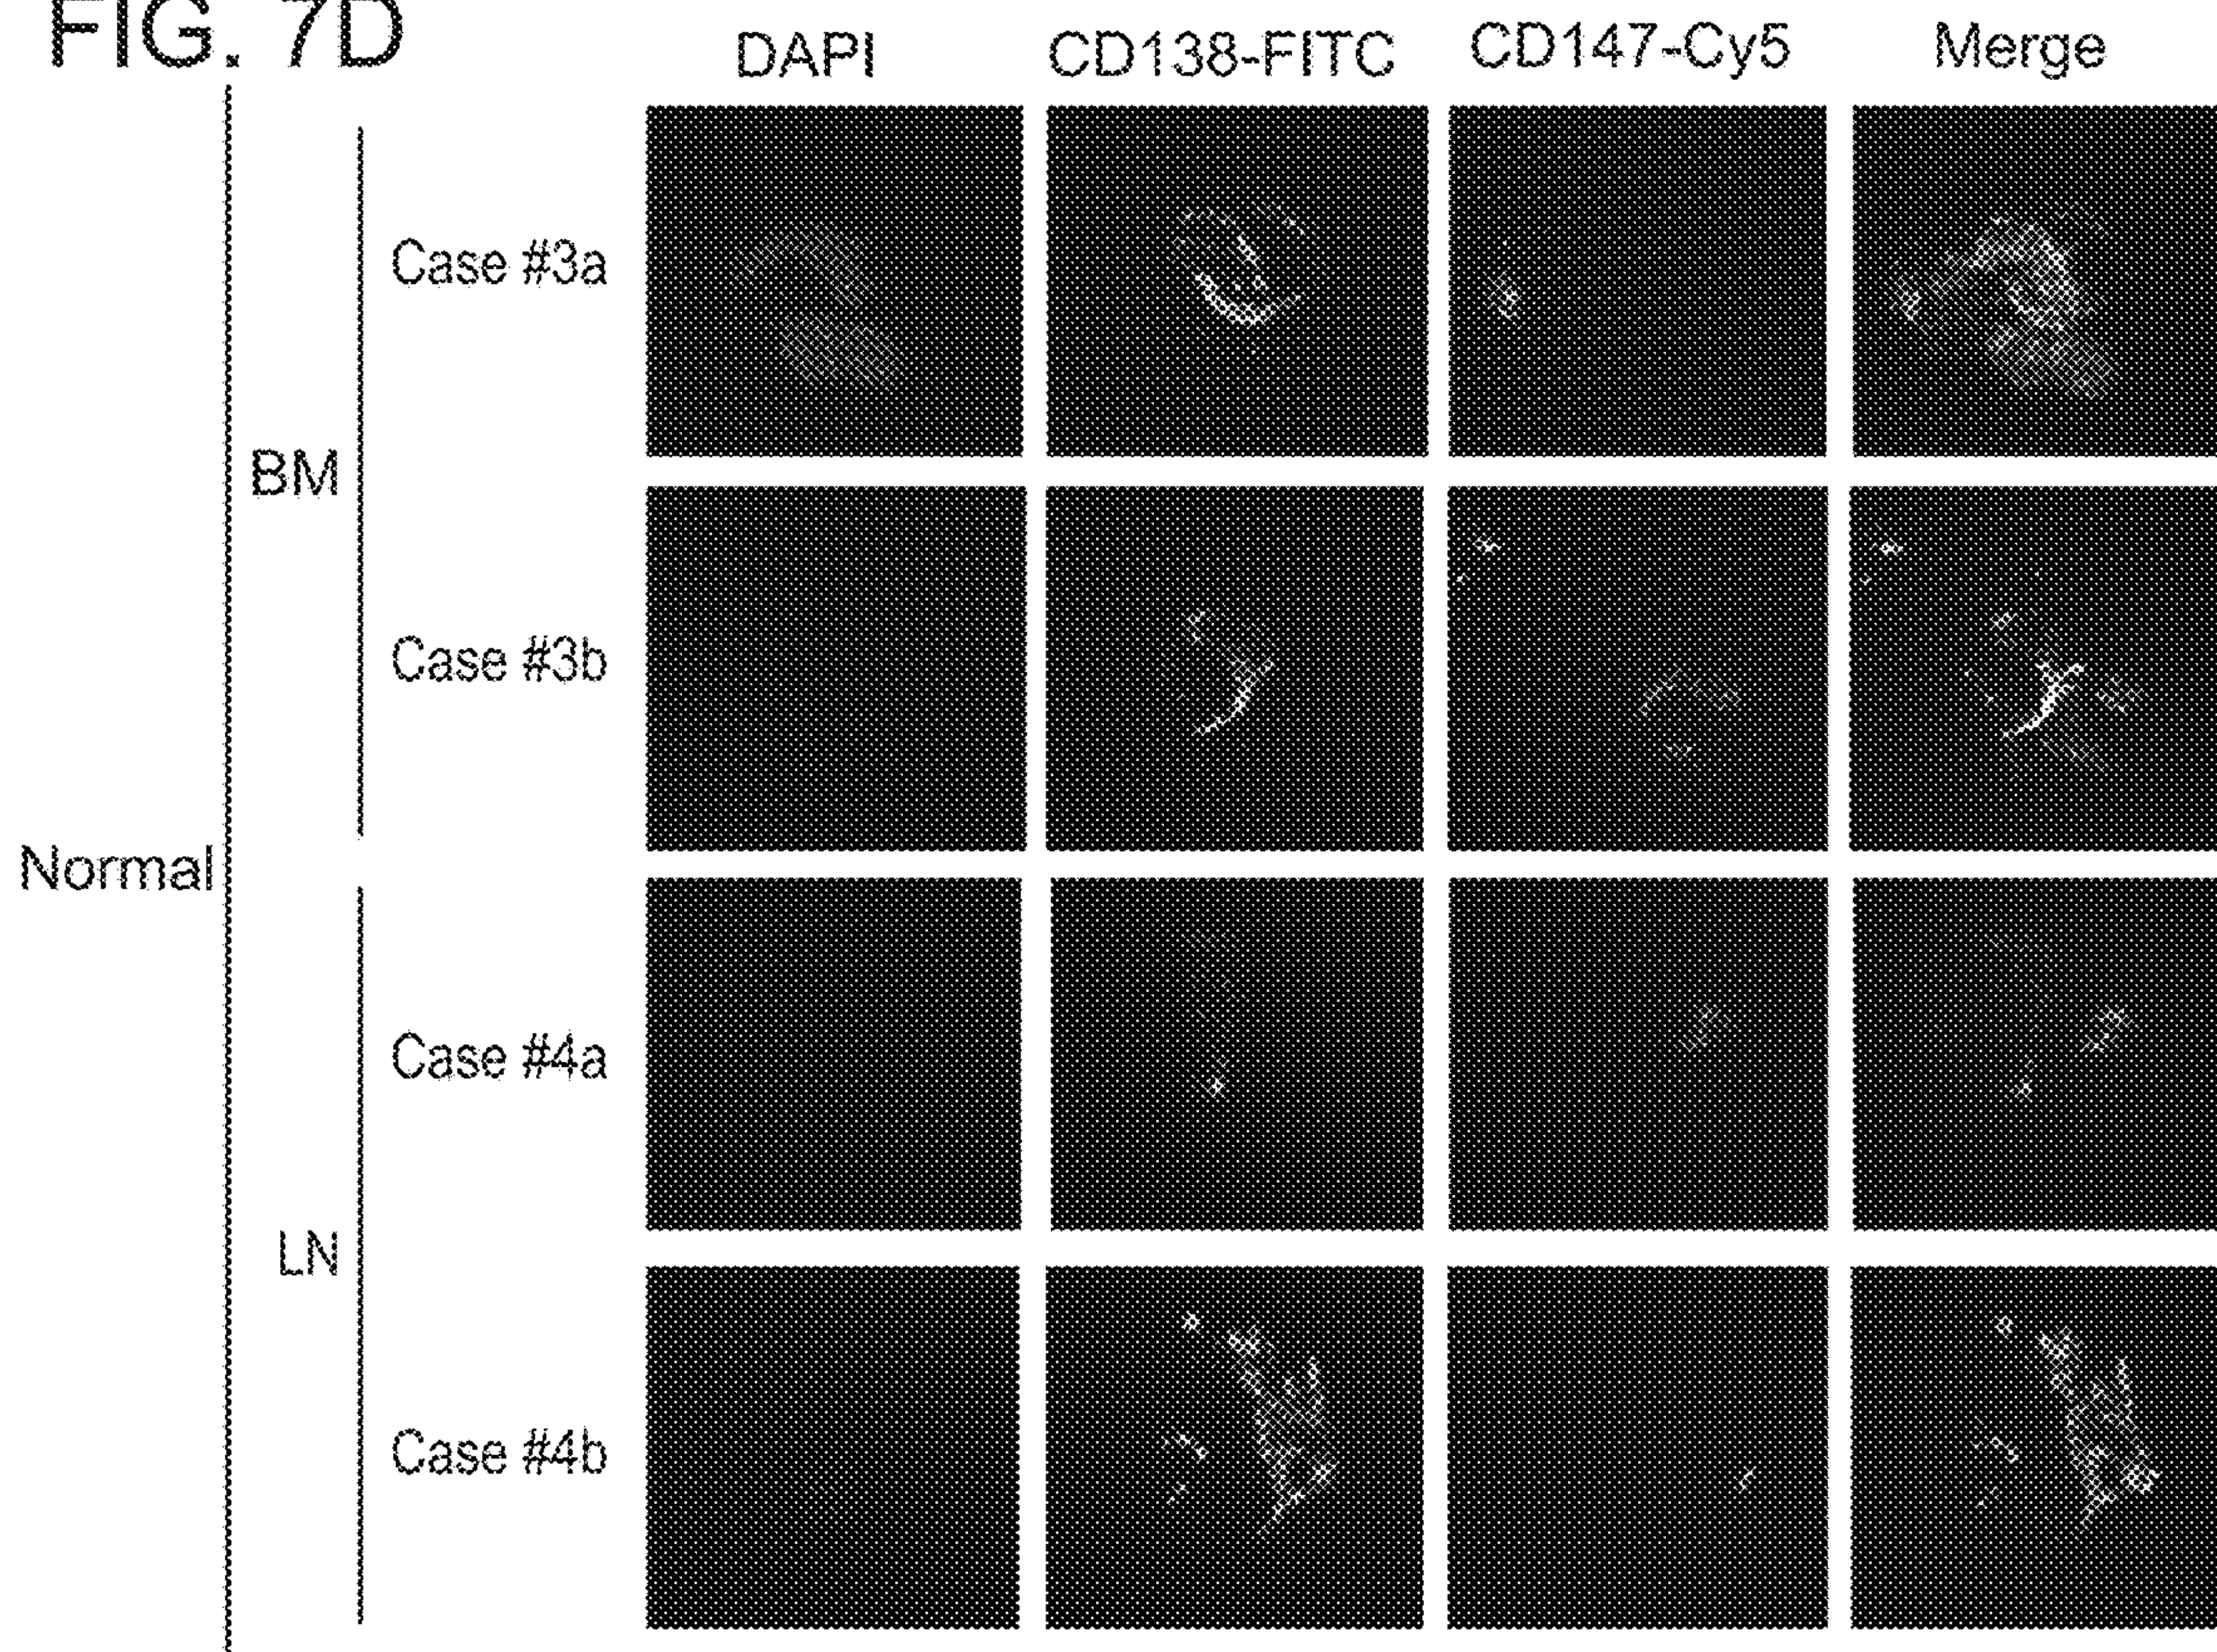 FIG. 7D
DAPI CD138-FITC CD147-Cy5 Merge
Case #3a
BM
Case #3b
Normal
Case #4a
LN
Case #4b